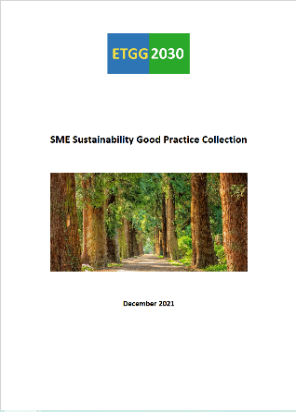 ETGG2030
SME Sustainability Good Practice Collection
December 2021